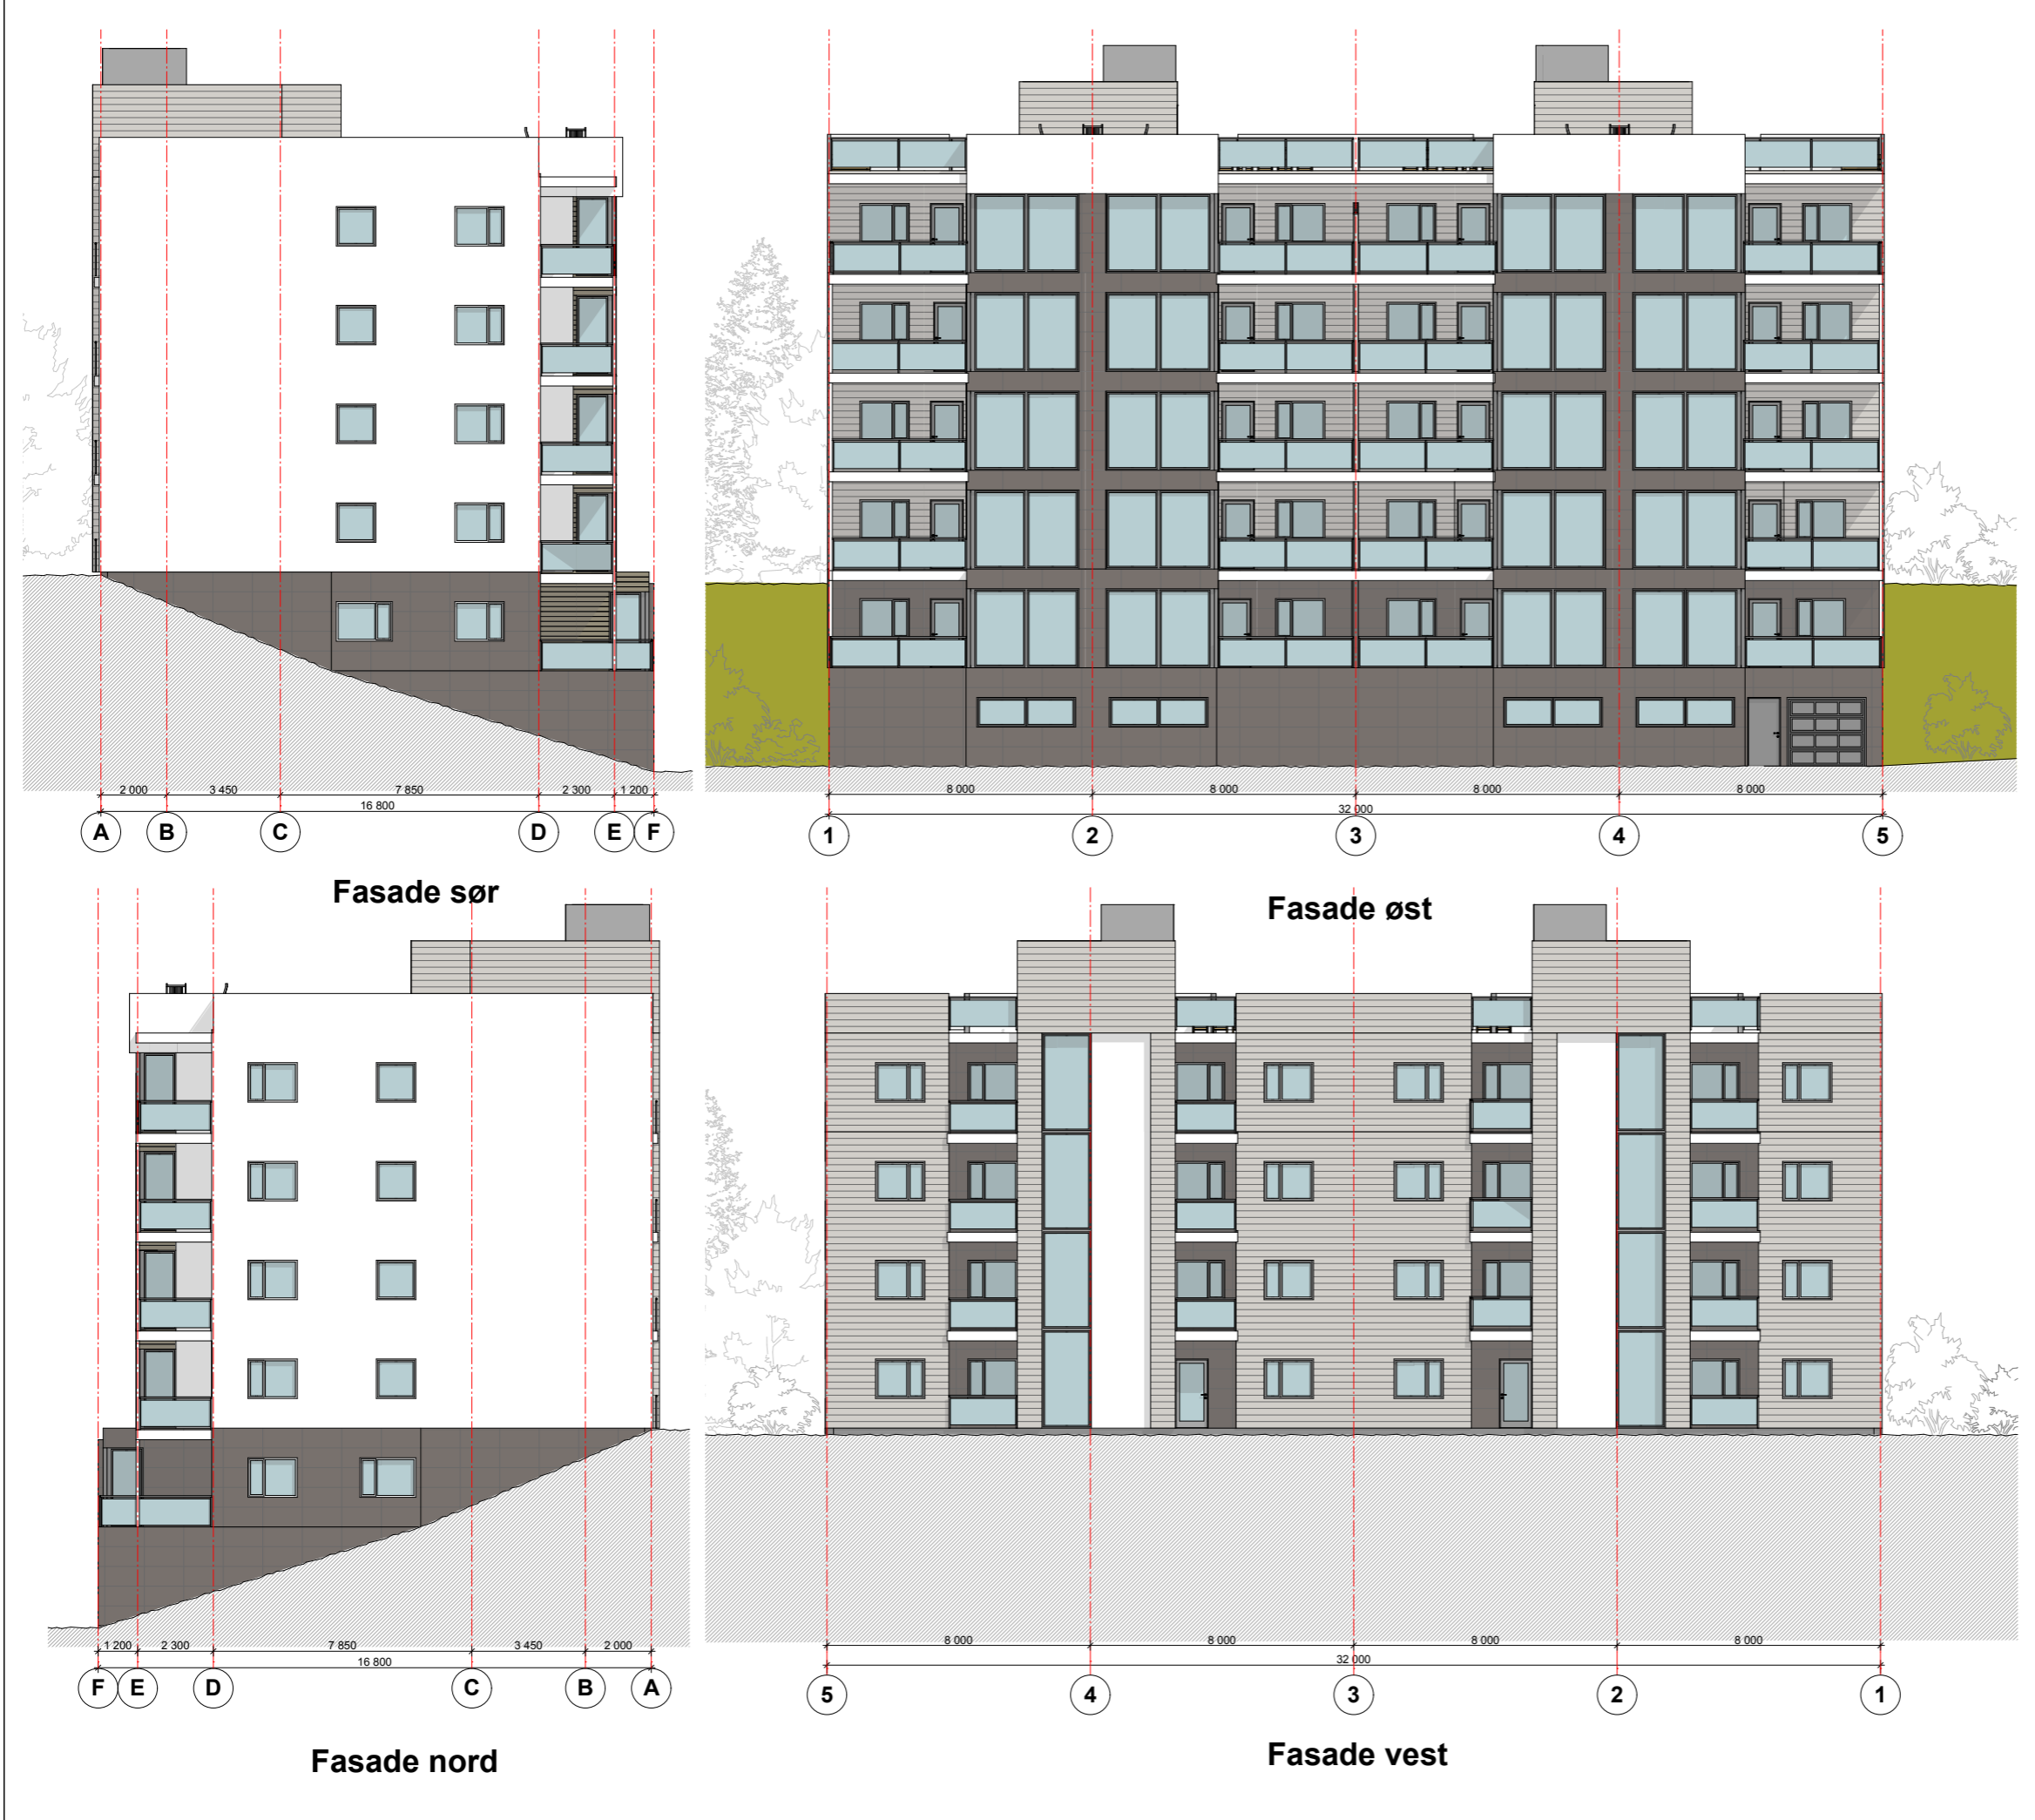 2 000 3 450 7 850 2 300 1 200
16 800
A B C D E F
Fasade sør
8 000 8 000 8 000 8 000
32 000
1 2 3 4 5
Fasade øst
1 200 2 300 7 850 3 450 2 000
16 800
F E D C B A
Fasade nord
8 000 8 000 8 000 8 000
32 000
5 4 3 2 1
Fasade vest